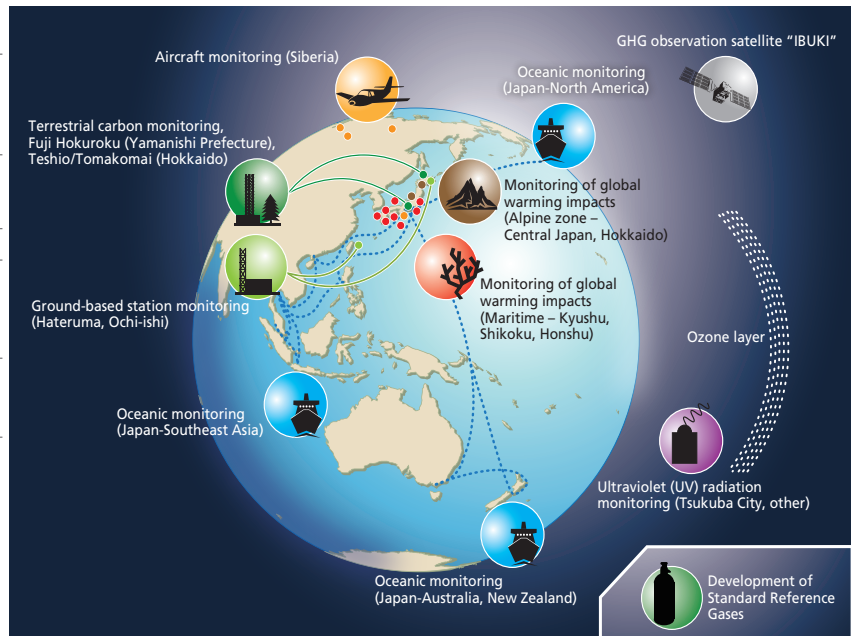 Aircraft monitoring (Siberia)
GHG observation satellite “IBUKI”
Oceanic monitoring
(Japan-North America)
Terrestrial carbon monitoring,
Fuji Hokuroku (Yamanishi Prefecture),
Teshio/Tomakomai (Hokkaido)
Monitoring of global
warming impacts
(Alpine zone –
Central Japan, Hokkaido)
Monitoring of global
warming impacts
(Maritime – Kyushu,
Shikoku, Honshu)
Ground-based station monitoring
(Hateruma, Ochi-ishi)
Ozone layer
Oceanic monitoring
(Japan-Southeast Asia)
Ultraviolet (UV) radiation
monitoring (Tsukuba City, other)
Oceanic monitoring
(Japan-Australia, New Zealand)
Development of
Standard Reference
Gases